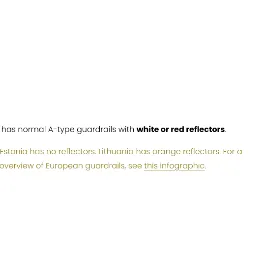 has normal A-type guardrails with white or red reflectors.
Estonia has no reflectors. Lithuania has orange reflectors. For a
overview of European guardrails, see this infographic.